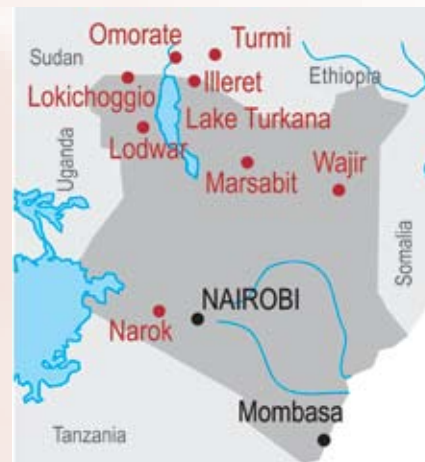 Omorate
Turmi
Sudan
Ethiopia
Lokichoggio
Illeret
Lake Turkana
Lodwar
Uganda
Marsabit
Wajir
Somalia
NAIROBI
Narok
Mombasa
Tanzania